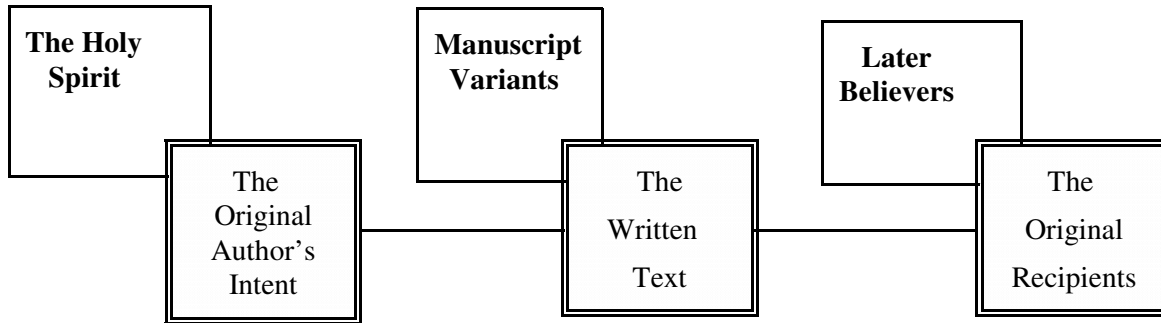 The Holy
Spirit
Manuscript
Variants
Later
Believers
The
Original
Author’s
Intent
The
Written
Text
The
Original
Recipients